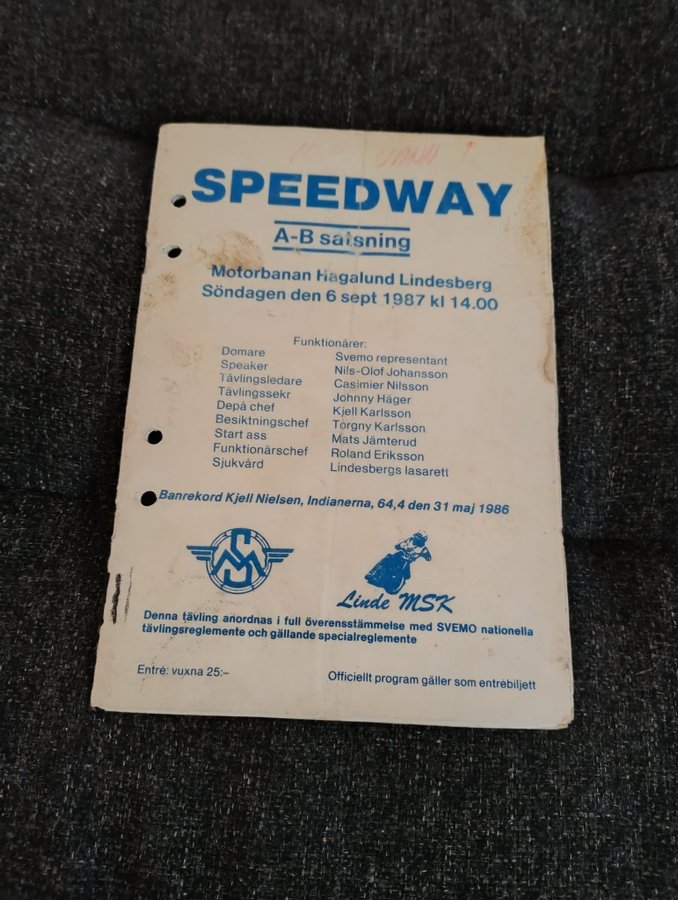 SPEEDWAY
A-B satsning
Motorbanan Hagalund Lindesberg
Söndagen den 6 sept 1987 kl 14.00
Funktionärer:
Domare Svemo representant
Speaker Nils-Olof Johansson
Tävlingsledare Casimier Nilsson
Tävlingssekr Johnny Häger
Depå chef Kjell Karlsson
Besiktningschef Torgny Karlsson
Start ass Mats Jämterud
Funktionärschef Roland Eriksson
Sjukvård Lindesbergs lasarett
Banrekord Kjell Nielsen, Indianerna, 64,4 den 31 maj 1986
Linde MSK
Denna tävling anordnas i full överensstämmelse med SVEMO nationella
tävlingsreglemente och gällande specialreglemente
Entré: vuxna 25:–
Officiellt program gäller som entrébiljett